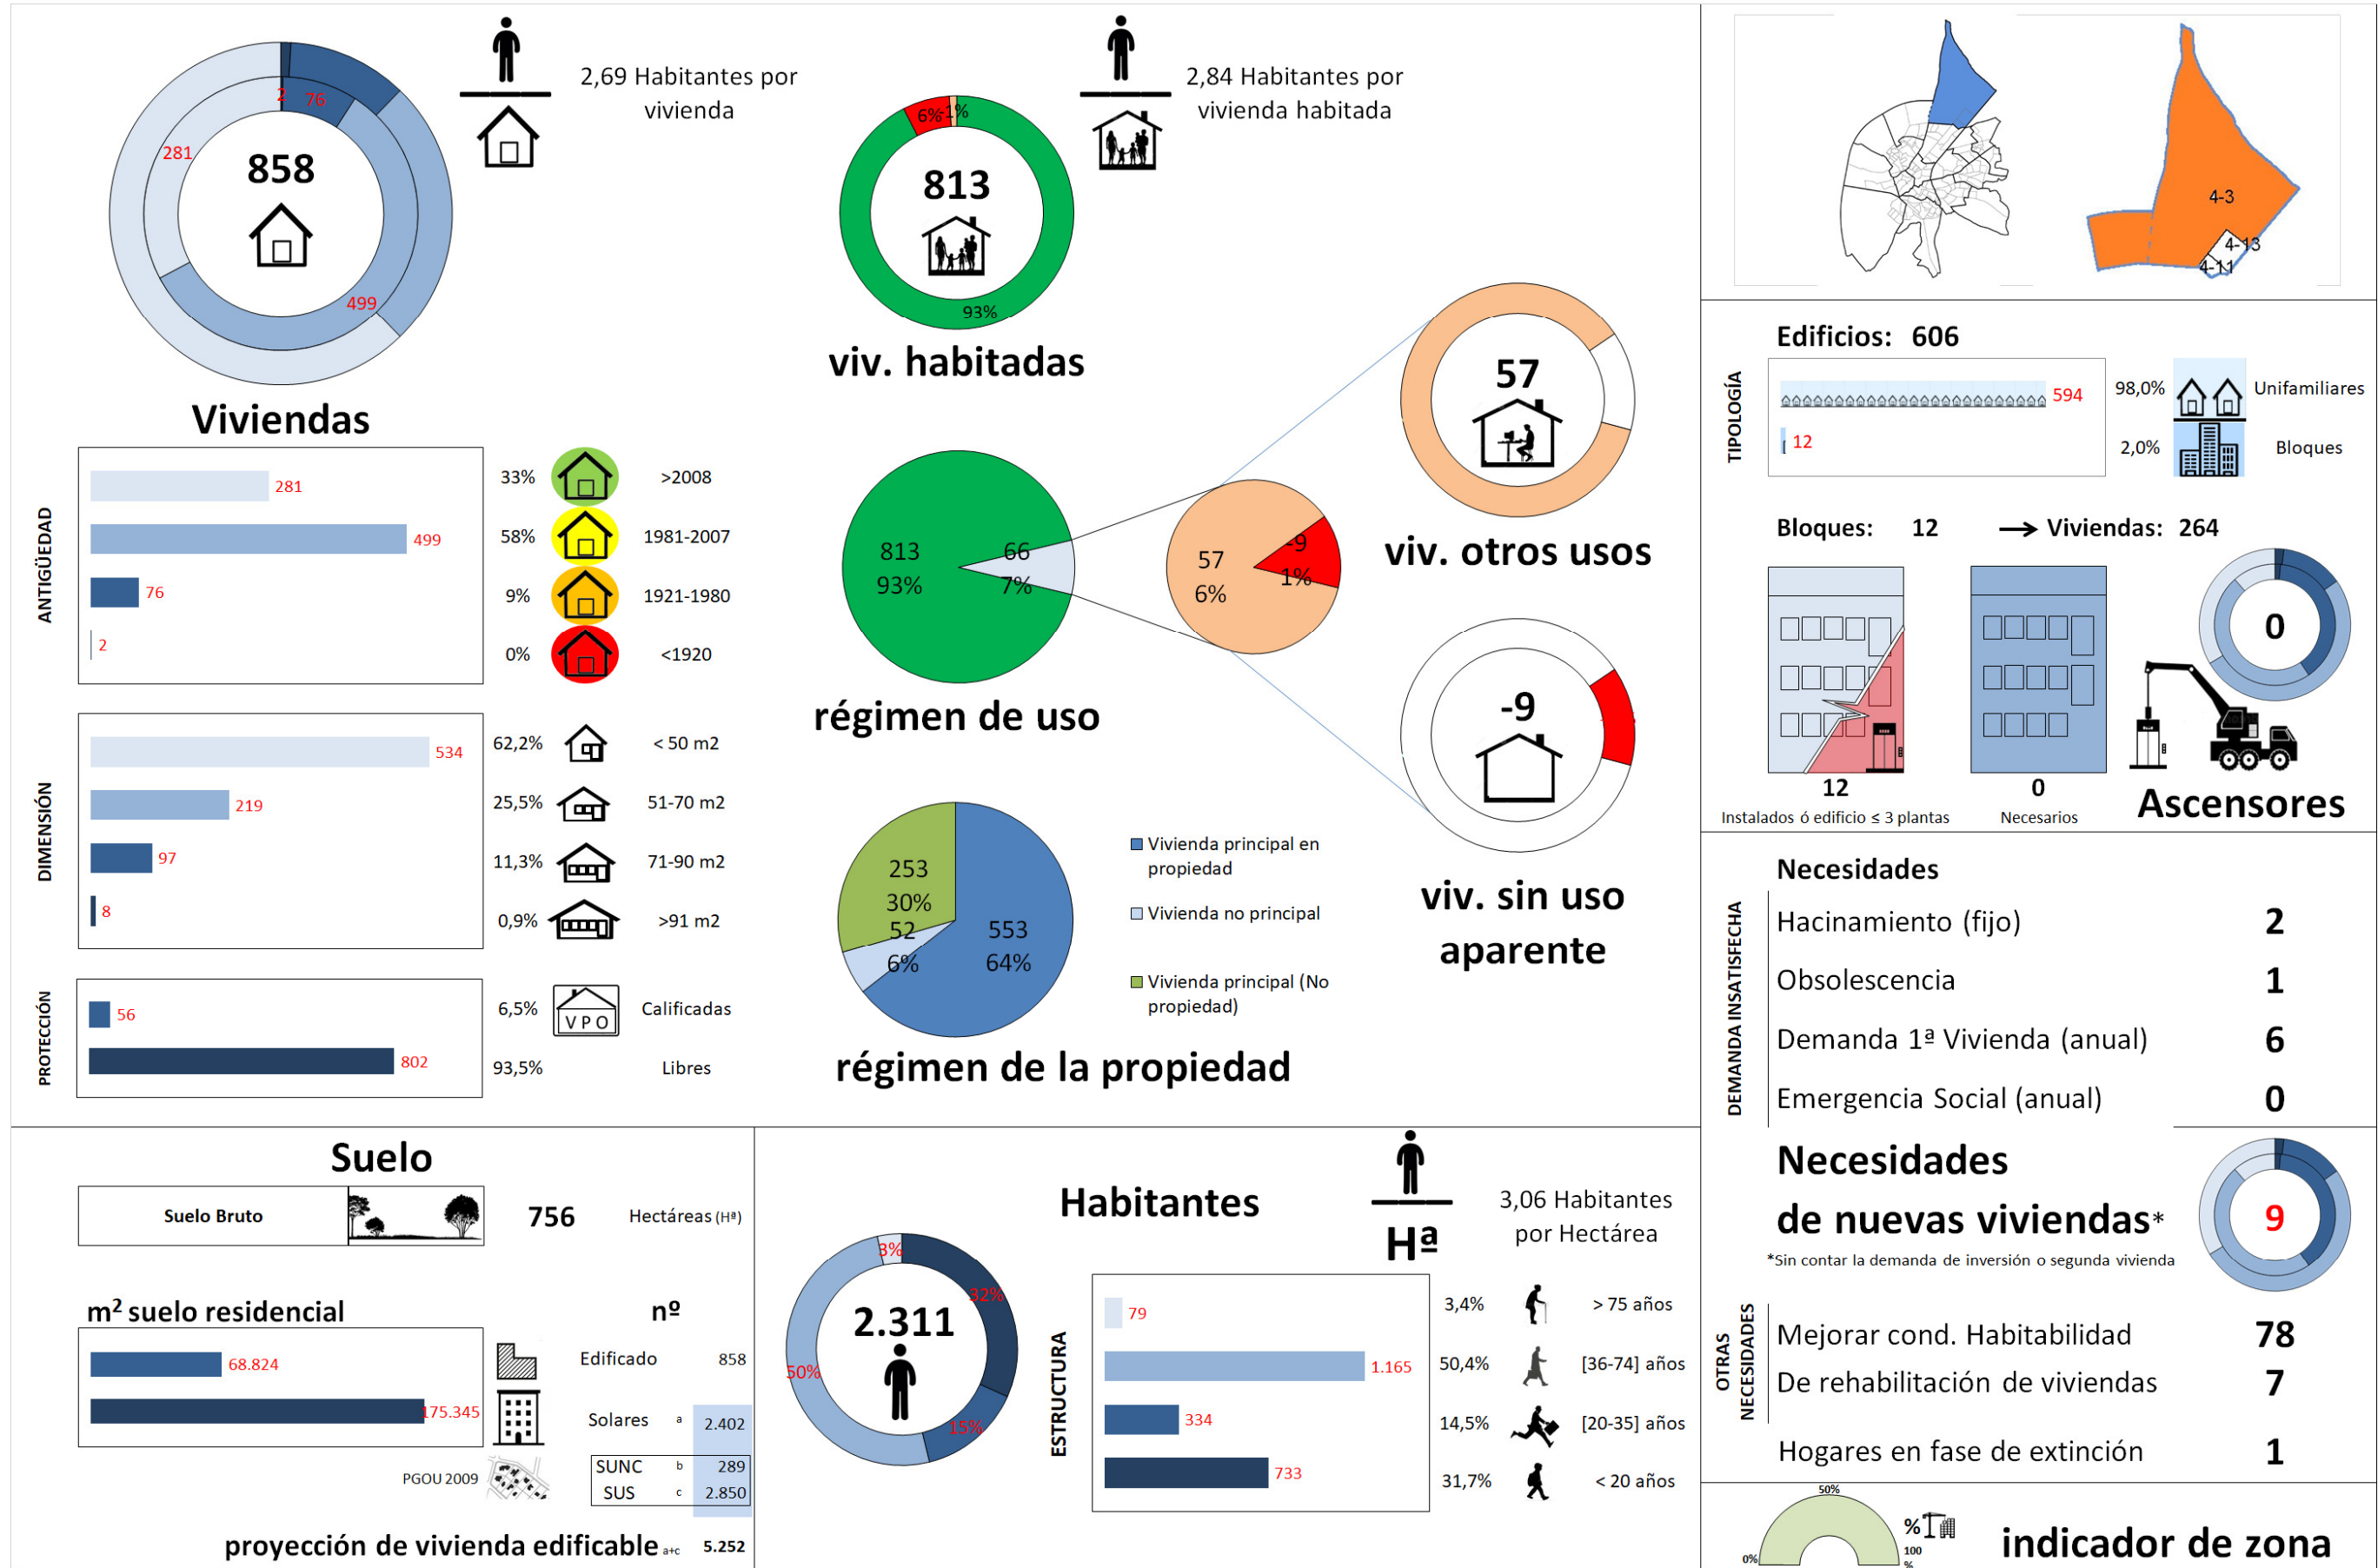 2,69 Habitantes por
vivienda
2
76
281
858
499
Viviendas
2,84 Habitantes por
vivienda habitada
6%
-1%
813
93%
viv. habitadas
ANTIGÜEDAD
281
33%
>2008
499
58%
1981-2007
76
9%
1921-1980
2
0%
<1920
DIMENSIÓN
534
62,2%
< 50 m2
219
25,5%
51-70 m2
97
11,3%
71-90 m2
8
0,9%
>91 m2
PROTECCIÓN
56
6,5%
VPO
Calificadas
802
93,5%
Libres
813
93%
66
7%
57
6%
-9
1%
régimen de uso
57
viv. otros usos
-9
viv. sin uso
aparente
253
30%
52
6%
553
64%
Vivienda principal en
propiedad
Vivienda no principal
Vivienda principal (No
propiedad)
régimen de la propiedad
4-3
4-13
4-11
Edificios: 606
TIPOLOGÍA
594
98,0%
Unifamiliares
12
2,0%
Bloques
Bloques: 12 → Viviendas: 264
0
12
Instalados ó edificio ≤ 3 plantas
0
Necesarios
Ascensores
DEMANDA INSATISFECHA
Necesidades
Hacinamiento (fijo) 2
Obsolescencia 1
Demanda 1ª Vivienda (anual) 6
Emergencia Social (anual) 0
Necesidades
de nuevas viviendas*
9
*Sin contar la demanda de inversión o segunda vivienda
OTRAS
NECESIDADES
Mejorar cond. Habitabilidad 78
De rehabilitación de viviendas 7
Hogares en fase de extinción 1
50%
0%
%
100
%
indicador de zona
Suelo
Suelo Bruto
756 Hectáreas (Hª)
m² suelo residencial
nº
68.824
Edificado 858
175.345
Solares a 2.402
PGOU 2009
SUNC b 289
SUS c 2.850
proyección de vivienda edificable a+c 5.252
Habitantes
Hª
3,06 Habitantes
por Hectárea
3%
32%
2.311
50%
15%
ESTRUCTURA
79
3,4%
> 75 años
1.165
50,4%
[36-74] años
334
14,5%
[20-35] años
733
31,7%
< 20 años